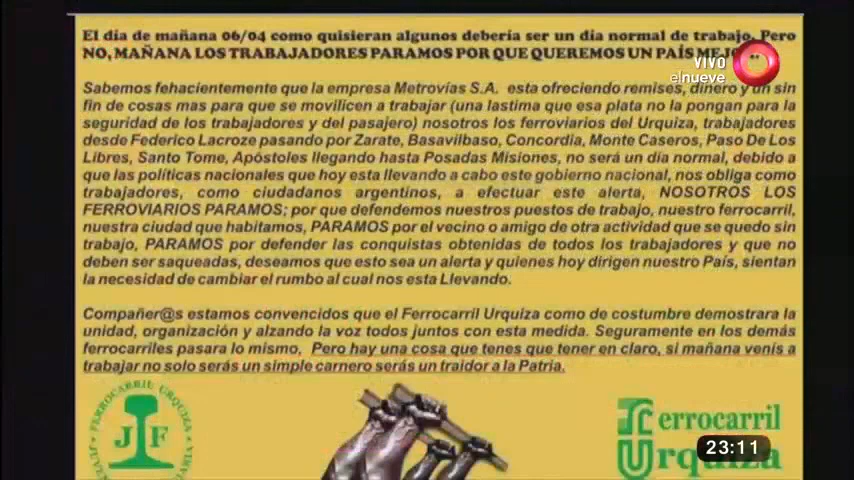 El día de mañana 06/04 como quisieran algunos debería ser un día normal de trabajo. Pero
NO, MAÑANA LOS TRABAJADORES PARAMOS POR QUE QUEREMOS UN PAÍS
VIVO
elnueve
Sabemos fehacientemente que la empresa Metrovías S.A. esta ofreciendo remises, dinero y un sin
fin de cosas mas para que se movilicen a trabajar (una lastima que esa plata no la pongan para la
seguridad de los trabajadores y del pasajero) nosotros los ferroviarios del Urquiza, trabajadores
desde Federico Lacroze pasando por Zarate, Basavilbaso, Concordia, Monte Caseros, Paso De Los
Libres, Santo Tome, Apóstoles llegando hasta Posadas Misiones, no será un día normal, debido a
que las políticas nacionales que hoy esta llevando a cabo este gobierno nacional, nos obliga como
trabajadores, como ciudadanos argentinos, a efectuar este alerta, NOSOTROS LOS
FERROVIARIOS PARAMOS; por que defendemos nuestros puestos de trabajo, nuestro ferrocarril,
nuestra ciudad que habitamos, PARAMOS por el vecino o amigo de otra actividad que se quedo sin
trabajo, PARAMOS por defender las conquistas obtenidas de todos los trabajadores y que no
deben ser saqueadas, deseamos que esto sea un alerta y quienes hoy dirigen nuestro País, sientan
la necesidad de cambiar el rumbo al cual nos esta Llevando.
Compañer@s estamos convencidos que el Ferrocarril Urquiza como de costumbre demostrara la
unidad, organización y alzando la voz todos juntos con esta medida. Seguramente en los demás
ferrocarriles pasara lo mismo, Pero hay una cosa que tenes que tener en claro, si mañana venís a
trabajar no solo serás un simple carnero serás un traidor a la Patria.
FERROCARRIL URQUIZA
J F
Ferrocarril
Urquiza
23:11